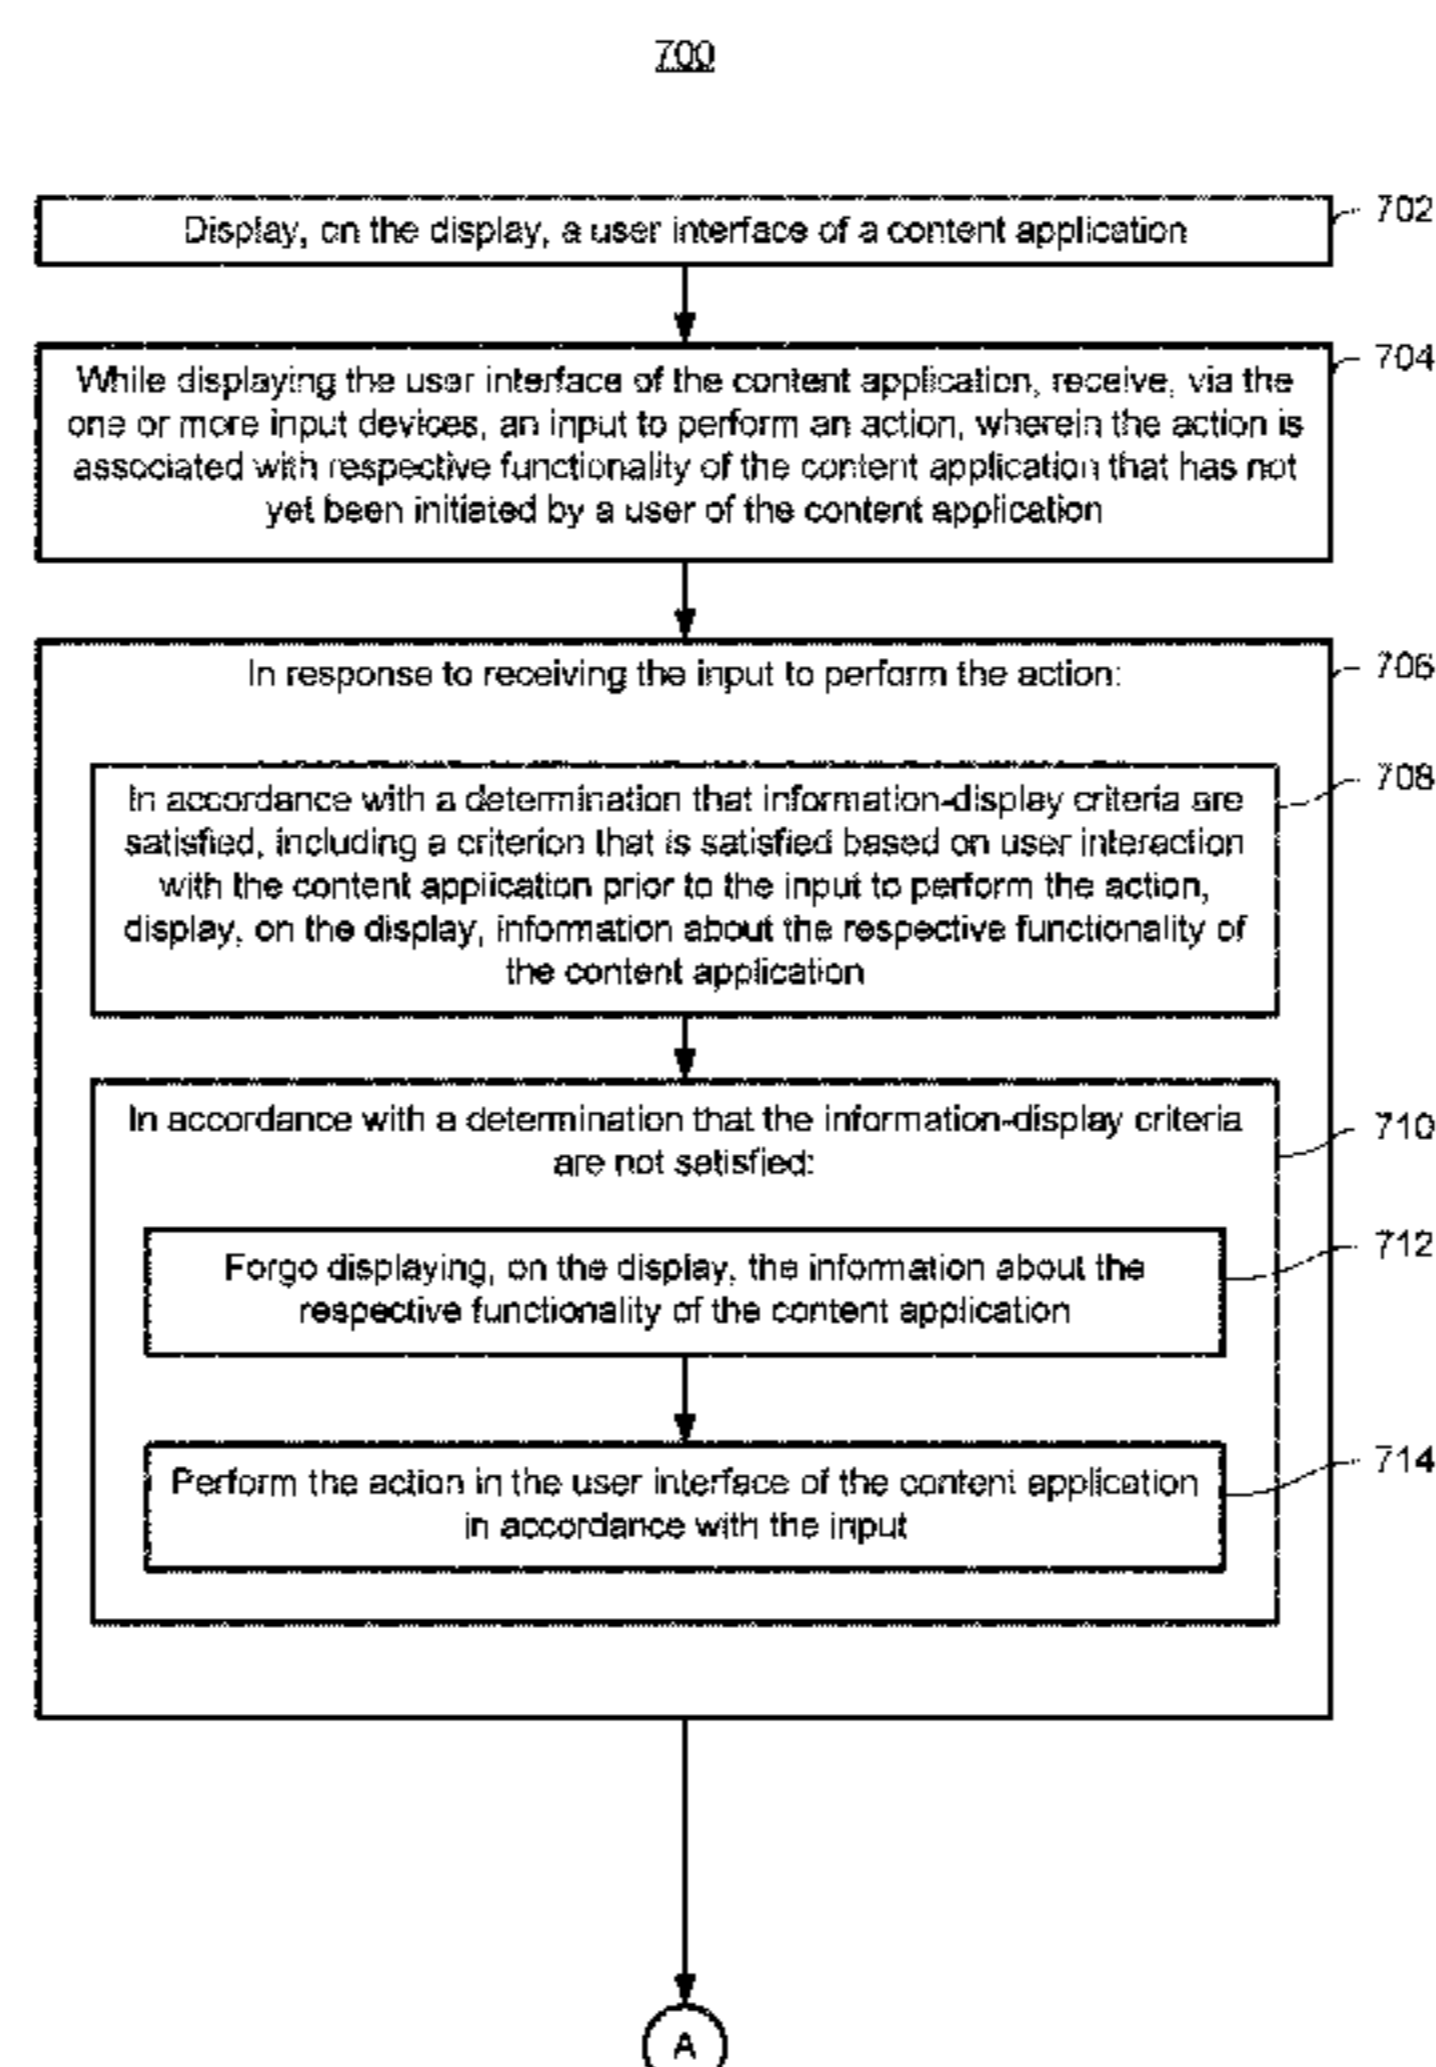 700
Display, on the display, a user interface of a content application
702
While displaying the user interface of the content application, receive, via the
one or more input devices, an input to perform an action, wherein the action is
associated with respective functionality of the content application that has not
yet been initiated by a user of the content application
704
In response to receiving the input to perform the action:
706
In accordance with a determination that information-display criteria are
satisfied, including a criterion that is satisfied based on user interaction
with the content application prior to the input to perform the action,
display, on the display, information about the respective functionality of
the content application
708
In accordance with a determination that the information-display criteria
are not satisfied:
710
Forgo displaying, on the display, the information about the
respective functionality of the content application
712
Perform the action in the user interface of the content application
in accordance with the input
714
A